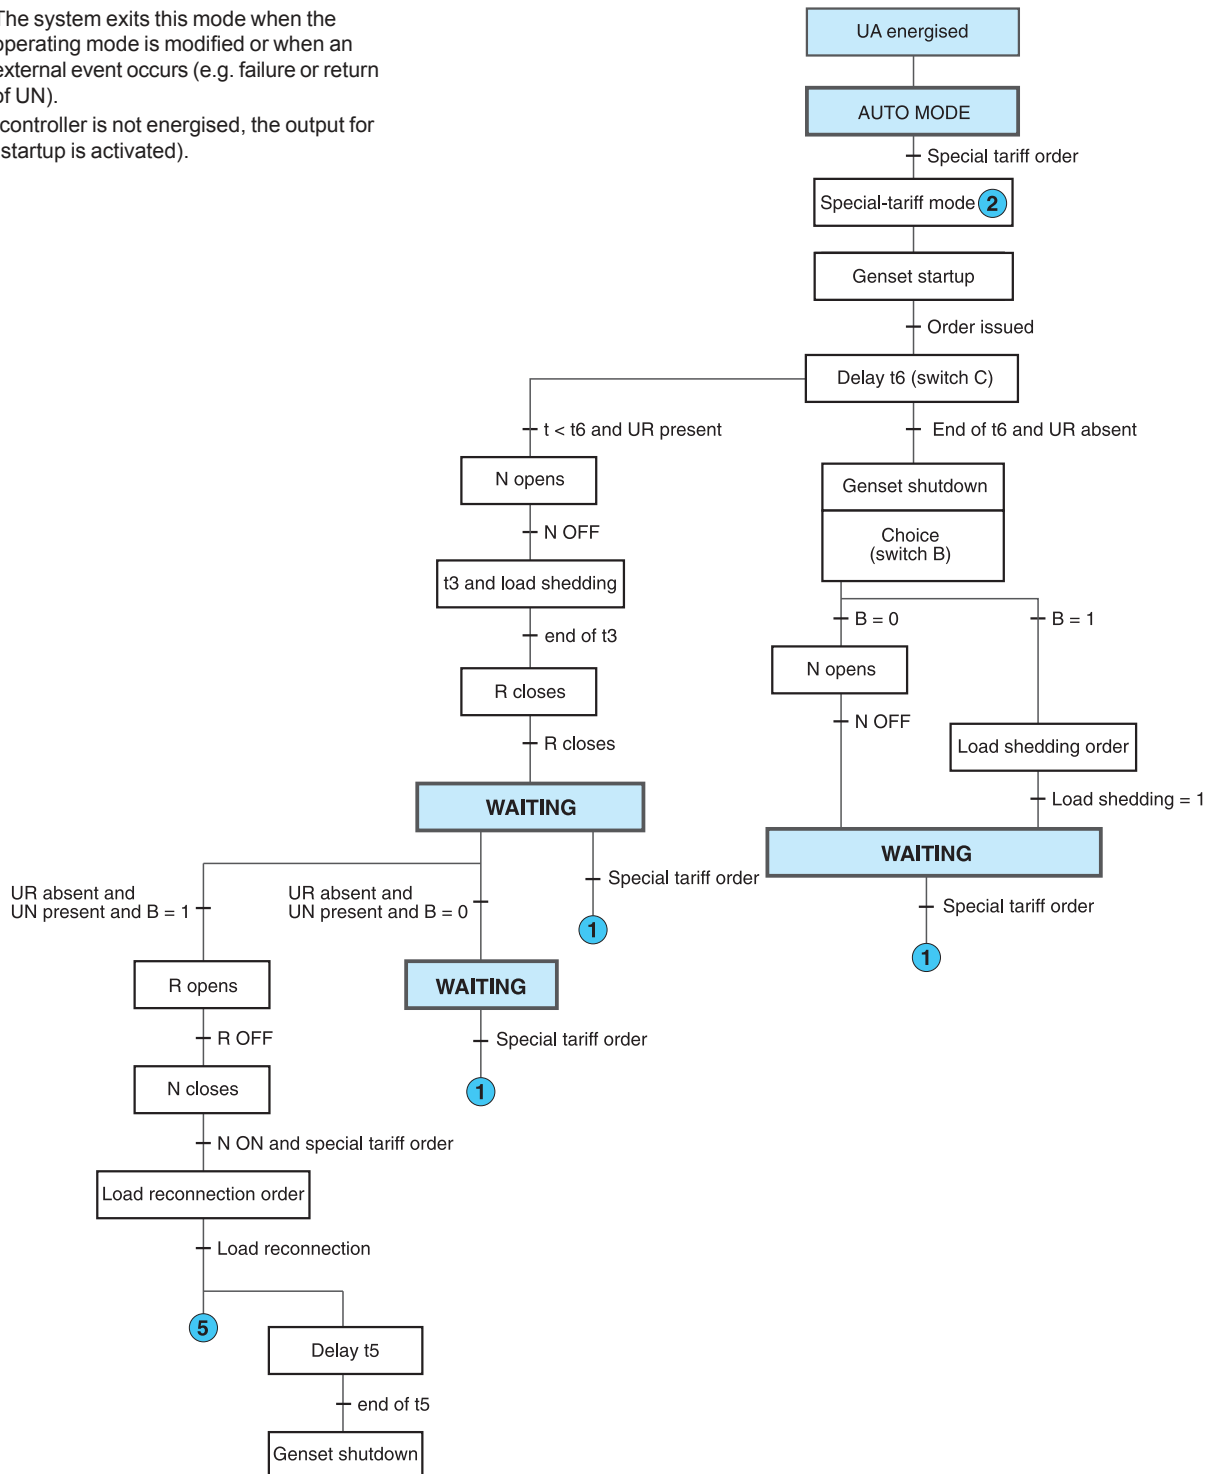 The system exits this mode when the
operating mode is modified or when an
external event occurs (e.g. failure or return
of UN).
controller is not energised, the output for
startup is activated).
UA energised
AUTO MODE
Special tariff order
Special-tariff mode 2
Genset startup
Order issued
Delay t6 (switch C)
t < t6 and UR present
End of t6 and UR absent
N opens
Genset shutdown
N OFF
Choice
(switch B)
t3 and load shedding
B = 0
B = 1
end of t3
N opens
R closes
N OFF
R closes
Load shedding order
Load shedding = 1
WAITING
WAITING
Special tariff order
UR absent and
UN present and B = 1
UR absent and
UN present and B = 0
Special tariff order
1
1
R opens
WAITING
R OFF
Special tariff order
N closes
1
N ON and special tariff order
Load reconnection order
Load reconnection
5
Delay t5
end of t5
Genset shutdown